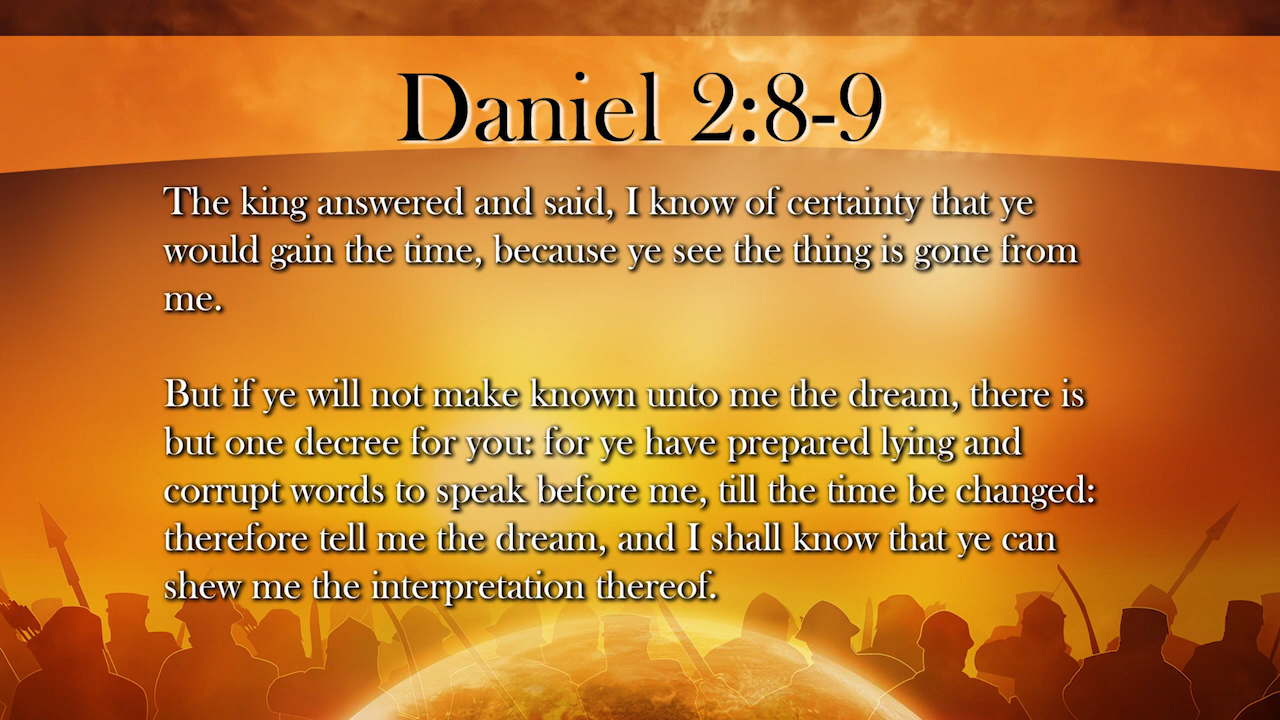 Daniel 2:8-9
The king answered and said, I know of certainty that ye
would gain the time, because ye see the thing is gone from
me.
But if ye will not make known unto me the dream, there is
but one decree for you: for ye have prepared lying and
corrupt words to speak before me, till the time be changed:
therefore tell me the dream, and I shall know that ye can
shew me the interpretation thereof.